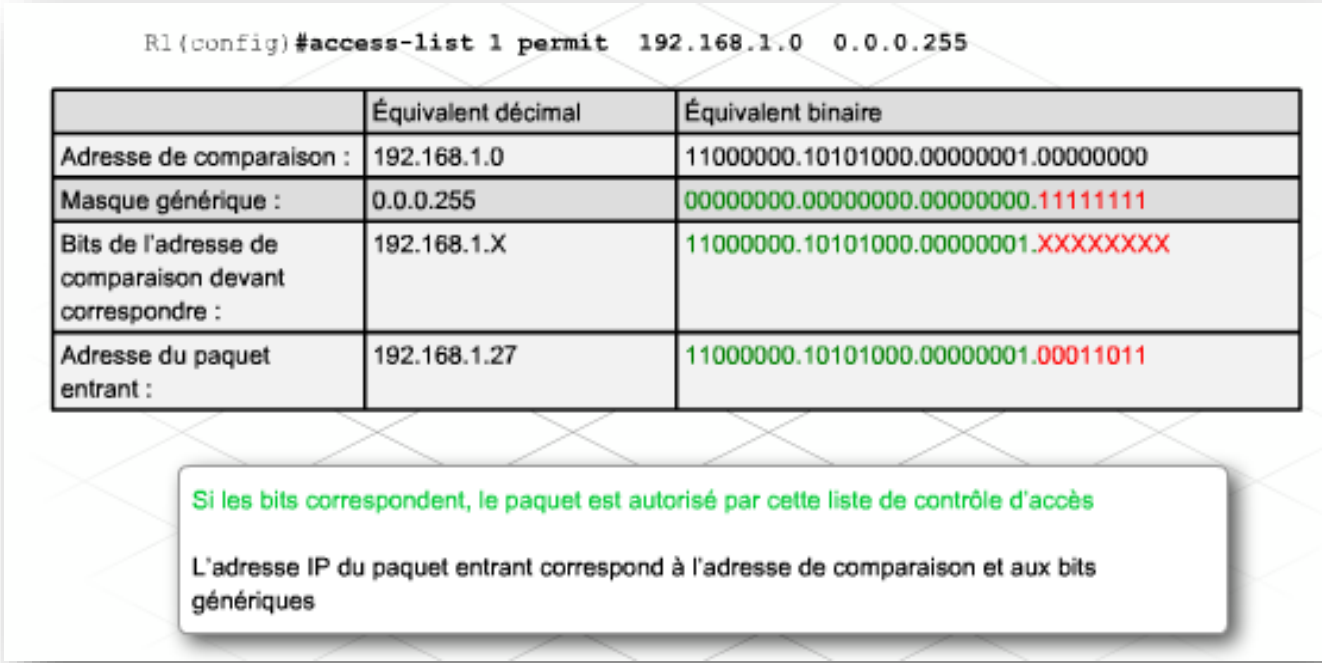 R1(config)#access-list 1 permit 192.168.1.0 0.0.0.255
Équivalent décimal Équivalent binaire
Adresse de comparaison : 192.168.1.0 11000000.10101000.00000001.00000000
Masque générique : 0.0.0.255 00000000.00000000.00000000.11111111
Bits de l'adresse de 192.168.1.X 11000000.10101000.00000001.XXXXXXXX
comparaison devant
correspondre :
Adresse du paquet 192.168.1.27 11000000.10101000.00000001.00011011
entrant :
Si les bits correspondent, le paquet est autorisé par cette liste de contrôle d'accès
L'adresse IP du paquet entrant correspond à l'adresse de comparaison et aux bits
génériques